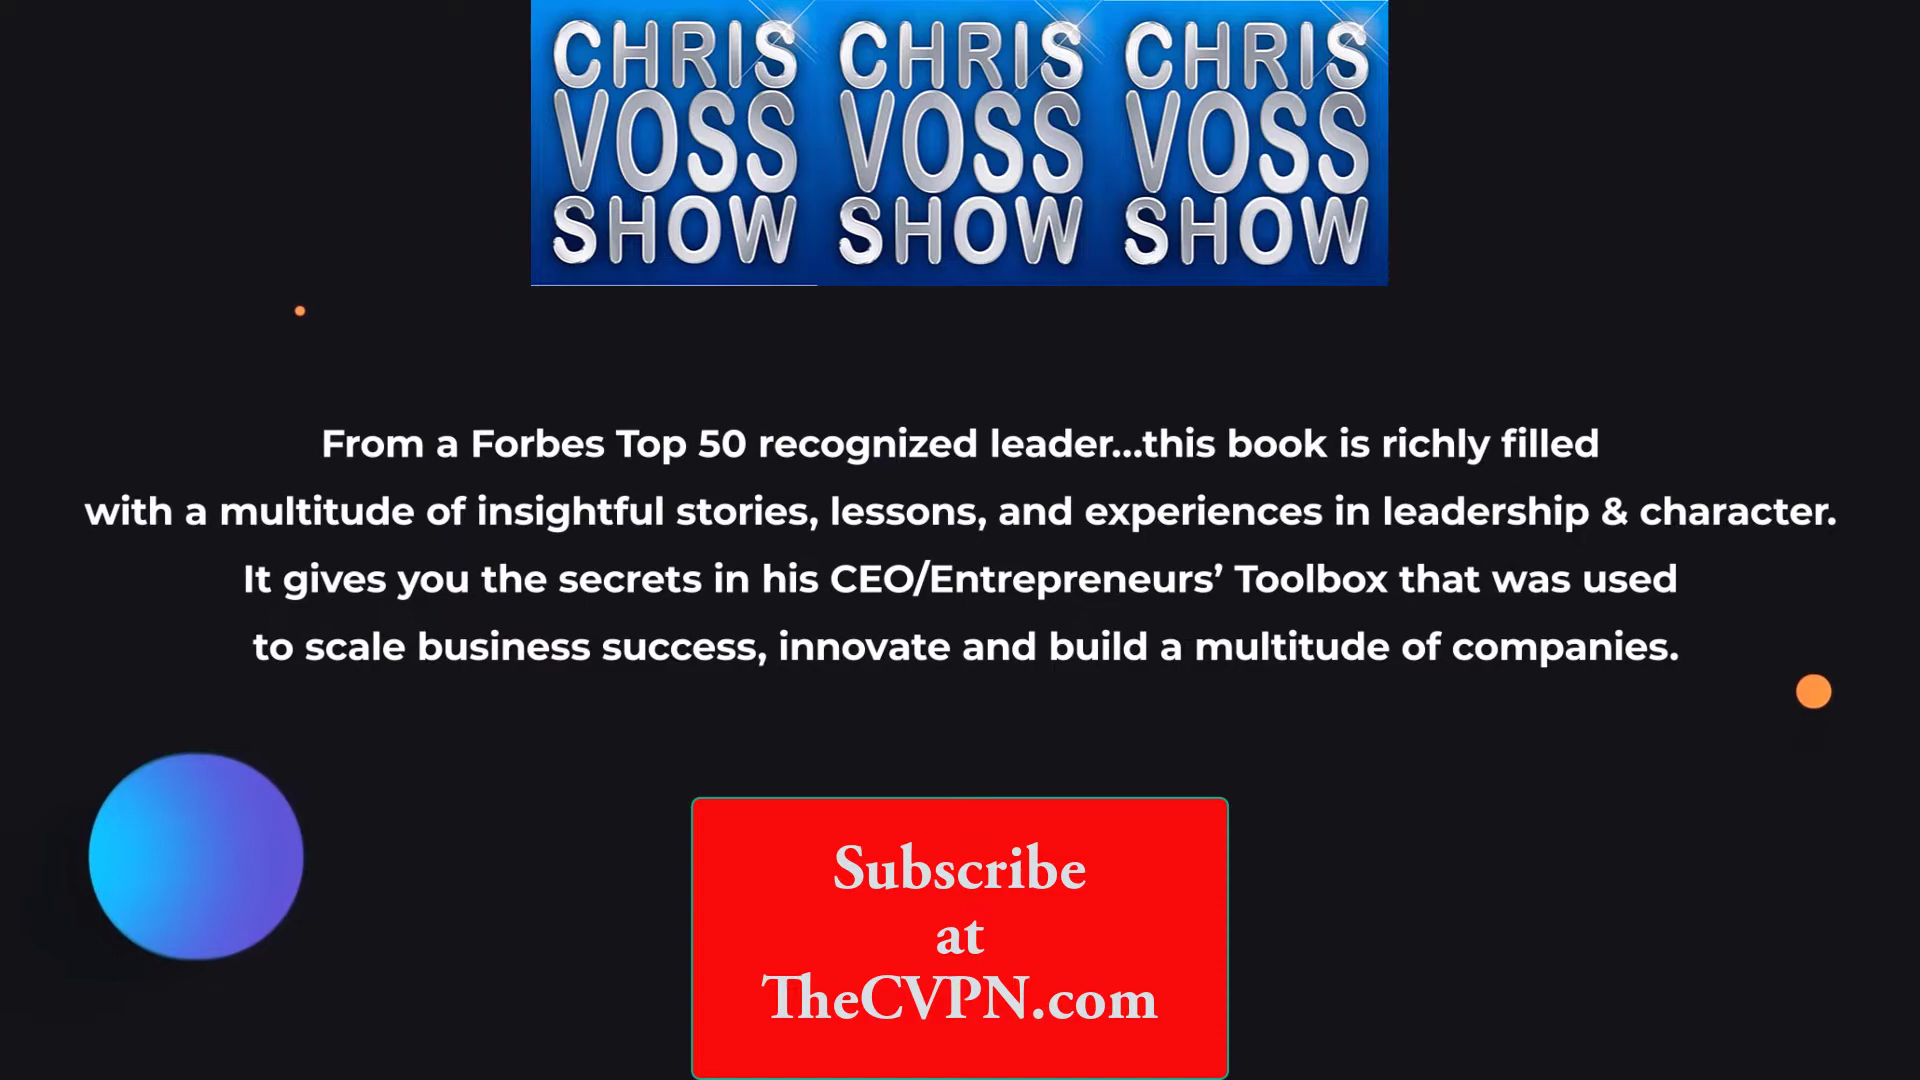 CHRIS CHRIS CHRIS
VOSS VOSS VOSS
SHOW SHOW SHOW
From a Forbes Top 50 recognized leader...this book is richly filled
with a multitude of insightful stories, lessons, and experiences in leadership & character.
It gives you the secrets in his CEO/Entrepreneurs’ Toolbox that was used
to scale business success, innovate and build a multitude of companies.
Subscribe
at
TheCVPN.com